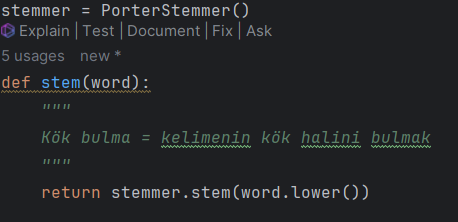 stemmer = PorterStemmer()
Explain | Test | Document | Fix | Ask
5 usages new *
def stem(word):
"""
Kök bulma = kelimenin kök halini bulmak
"""
return stemmer.stem(word.lower())